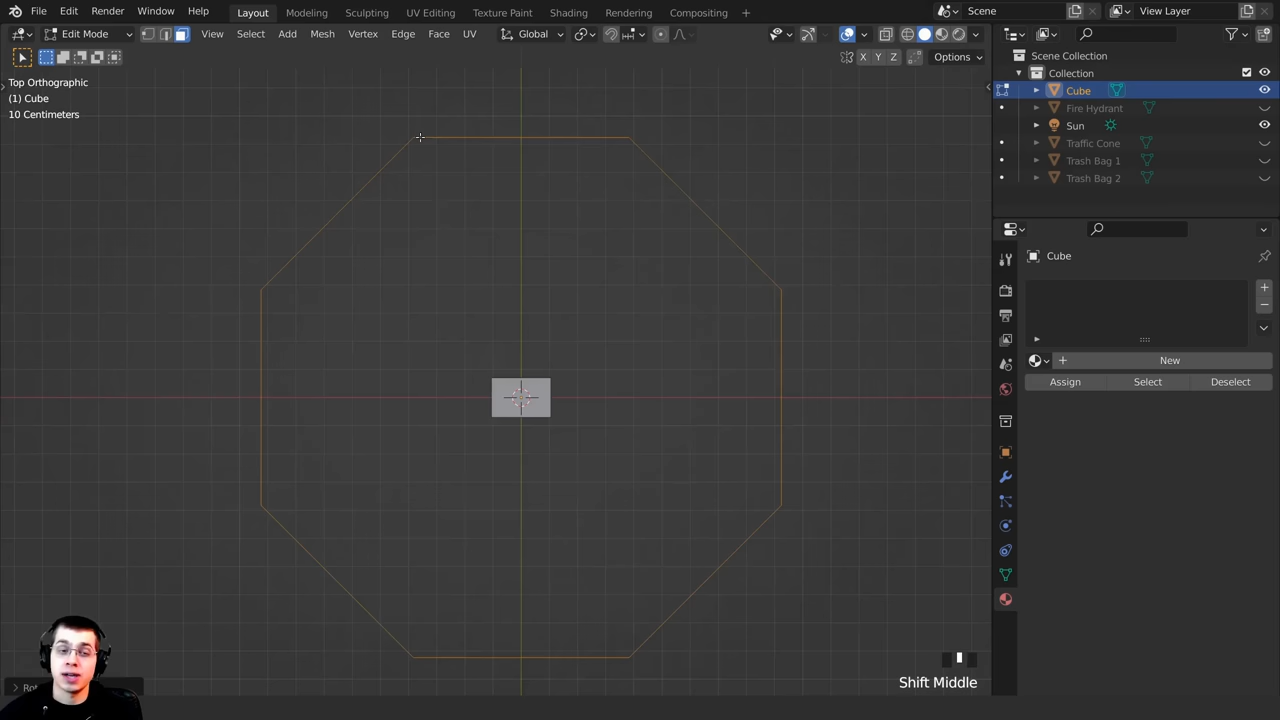 File Edit Render Window Help Layout Modeling Sculpting UV Editing Texture Paint Shading Rendering Compositing + Scene View Layer
Edit Mode View Select Add Mesh Vertex Edge Face UV Global
X Y Z Options
Top Orthographic
(1) Cube
10 Centimeters
Scene Collection
Collection
Cube
Fire Hydrant
Sun
Traffic Cone
Trash Bag 1
Trash Bag 2
Cube
New
Assign Select Deselect
Shift Middle